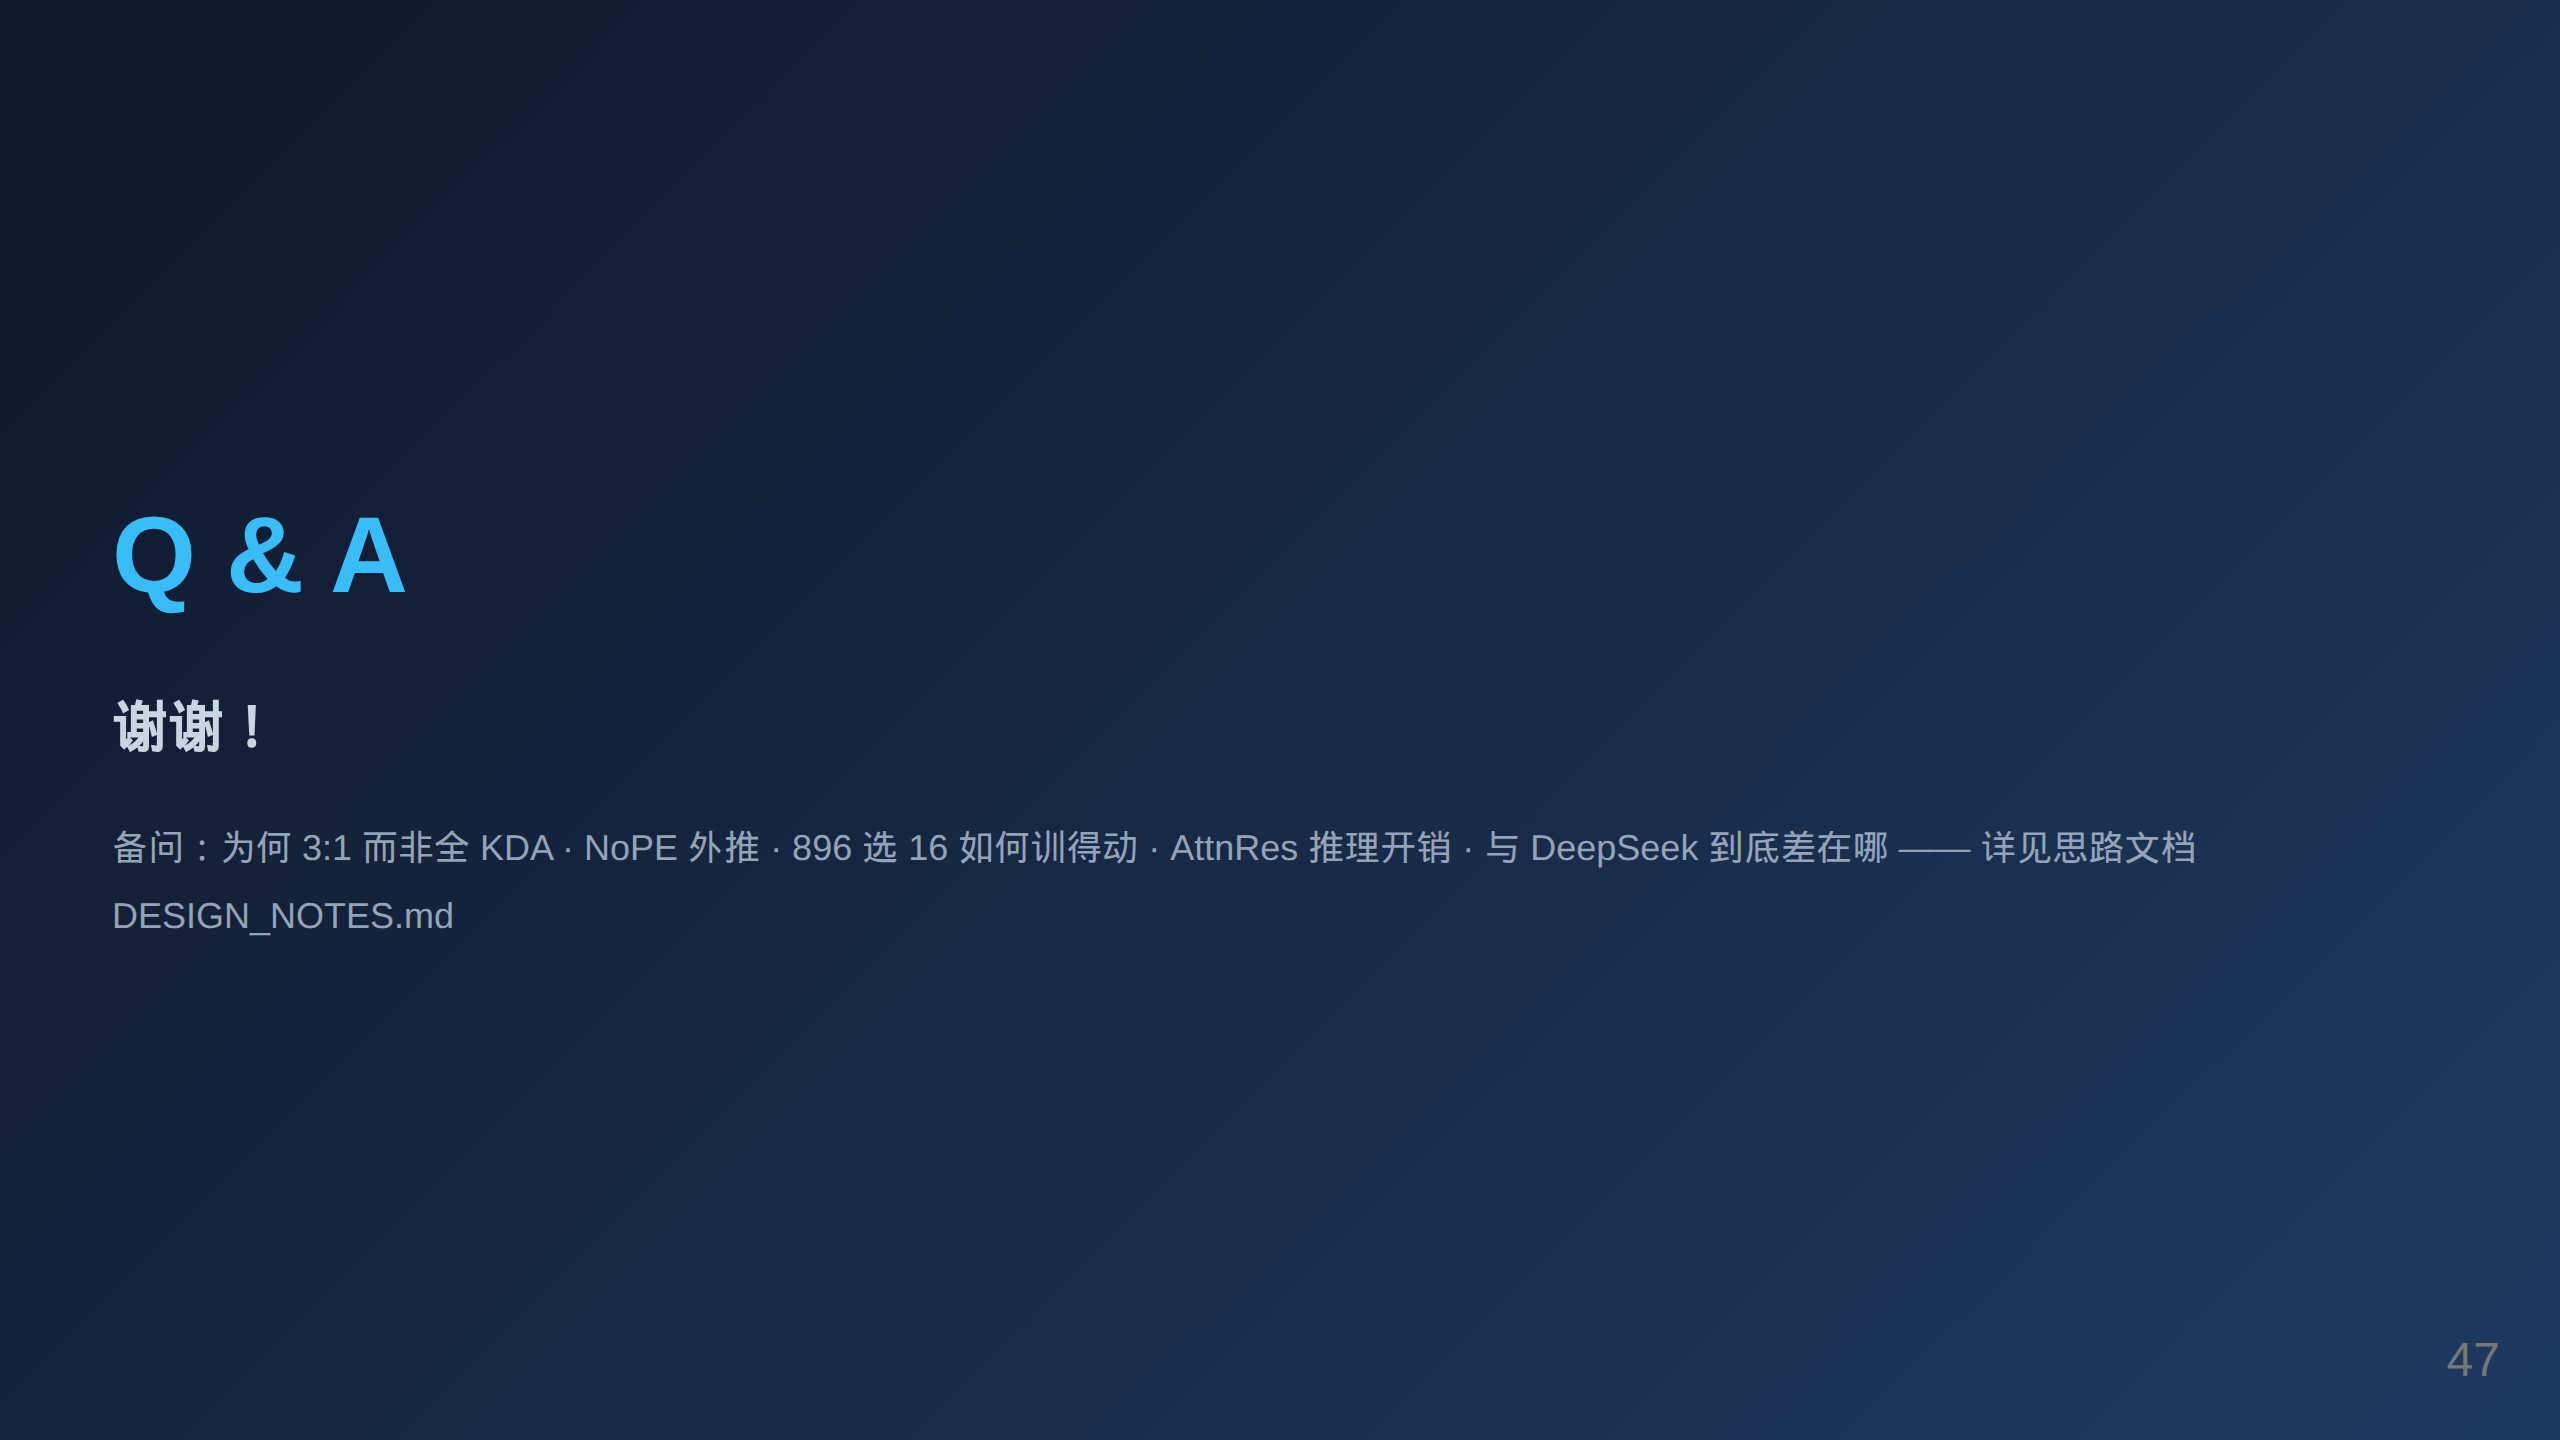 Q & A
谢谢！
备问：为何 3:1 而非全 KDA · NoPE 外推 · 896 选 16 如何训得动 · AttnRes 推理开销 · 与 DeepSeek 到底差在哪 —— 详见思路文档
DESIGN_NOTES.md
47